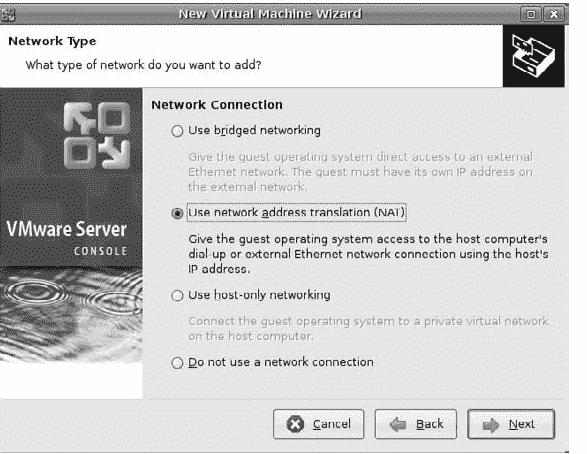 New Virtual Machine Wizard
Network Type
What type of network do you want to add?
Network Connection
Use bridged networking
Give the guest operating system direct access to an external
Ethernet network. The guest must have its own IP address on
the external network.
Use network address translation (NAT)
Give the guest operating system access to the host computer's
dial-up or external Ethernet network connection using the host's
IP address.
Use host-only networking
Connect the guest operating system to a private virtual network
on the host computer.
Do not use a network connection
VMware Server
CONSOLE
Cancel
Back
Next